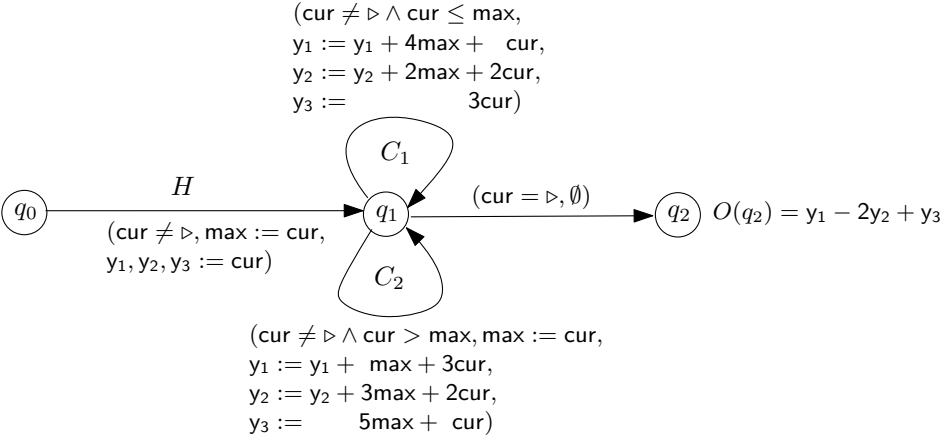 (cur ≠ ▷ ∧ cur ≤ max,
y₁ := y₁ + 4max + cur,
y₂ := y₂ + 2max + 2cur,
y₃ := 3cur)
C₁
H
(cur = ▷, ∅)
q₀
q₁
q₂ O(q₂) = y₁ − 2y₂ + y₃
(cur ≠ ▷, max := cur,
y₁, y₂, y₃ := cur)
C₂
(cur ≠ ▷ ∧ cur > max, max := cur,
y₁ := y₁ + max + 3cur,
y₂ := y₂ + 3max + 2cur,
y₃ := 5max + cur)